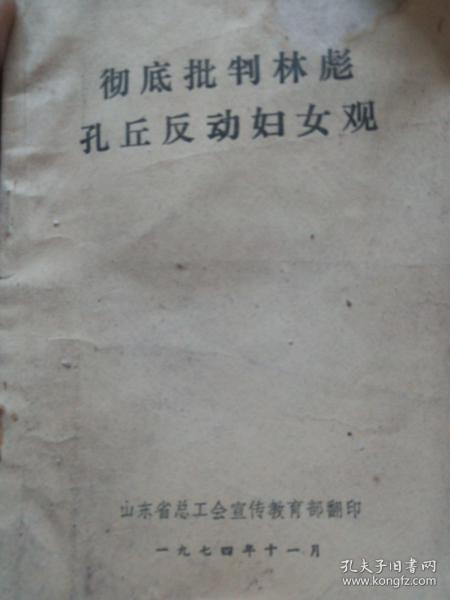 彻底批判林彪
孔丘反动妇女观
山东省总工会宣传教育部翻印
一九七四年十一月
孔夫子旧书网
www.kongfz.com